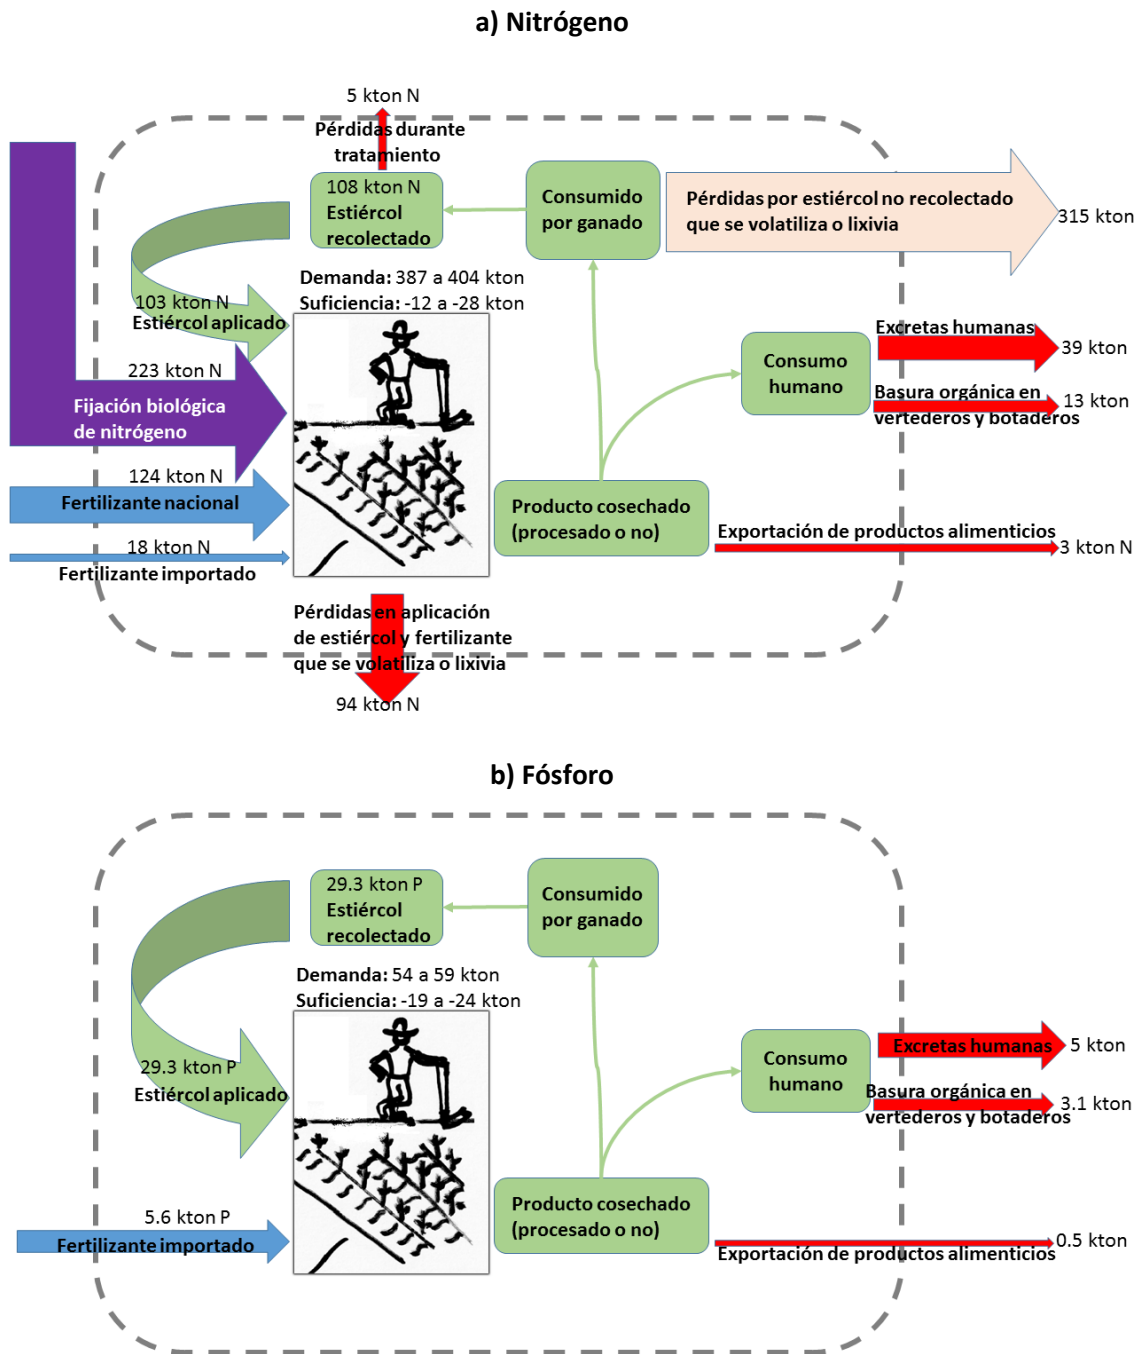 a) Nitrógeno
5 kton N
Pérdidas durante
tratamiento
108 kton N
Estiércol
recolectado
Consumido
por ganado
Pérdidas por estiércol no recolectado
que se volatiliza o lixivia
315 kton
Demanda: 387 a 404 kton
Suficiencia: -12 a -28 kton
103 kton N
Estiércol aplicado
223 kton N
Fijación biológica
de nitrógeno
124 kton N
Fertilizante nacional
18 kton N
Fertilizante importado
Consumo
humano
Excretas humanas
39 kton
Basura orgánica en
vertederos y botaderos
13 kton
Producto cosechado
(procesado o no)
Exportación de productos alimenticios
3 kton N
Pérdidas en aplicación
de estiércol y fertilizante
que se volatiliza o lixivia
94 kton N
b) Fósforo
29.3 kton P
Estiércol
recolectado
Consumido
por ganado
Demanda: 54 a 59 kton
Suficiencia: -19 a -24 kton
29.3 kton P
Estiércol aplicado
5.6 kton P
Fertilizante importado
Consumo
humano
Excretas humanas
5 kton
Basura orgánica en
vertederos y botaderos
3.1 kton
Producto cosechado
(procesado o no)
Exportación de productos alimenticios
0.5 kton